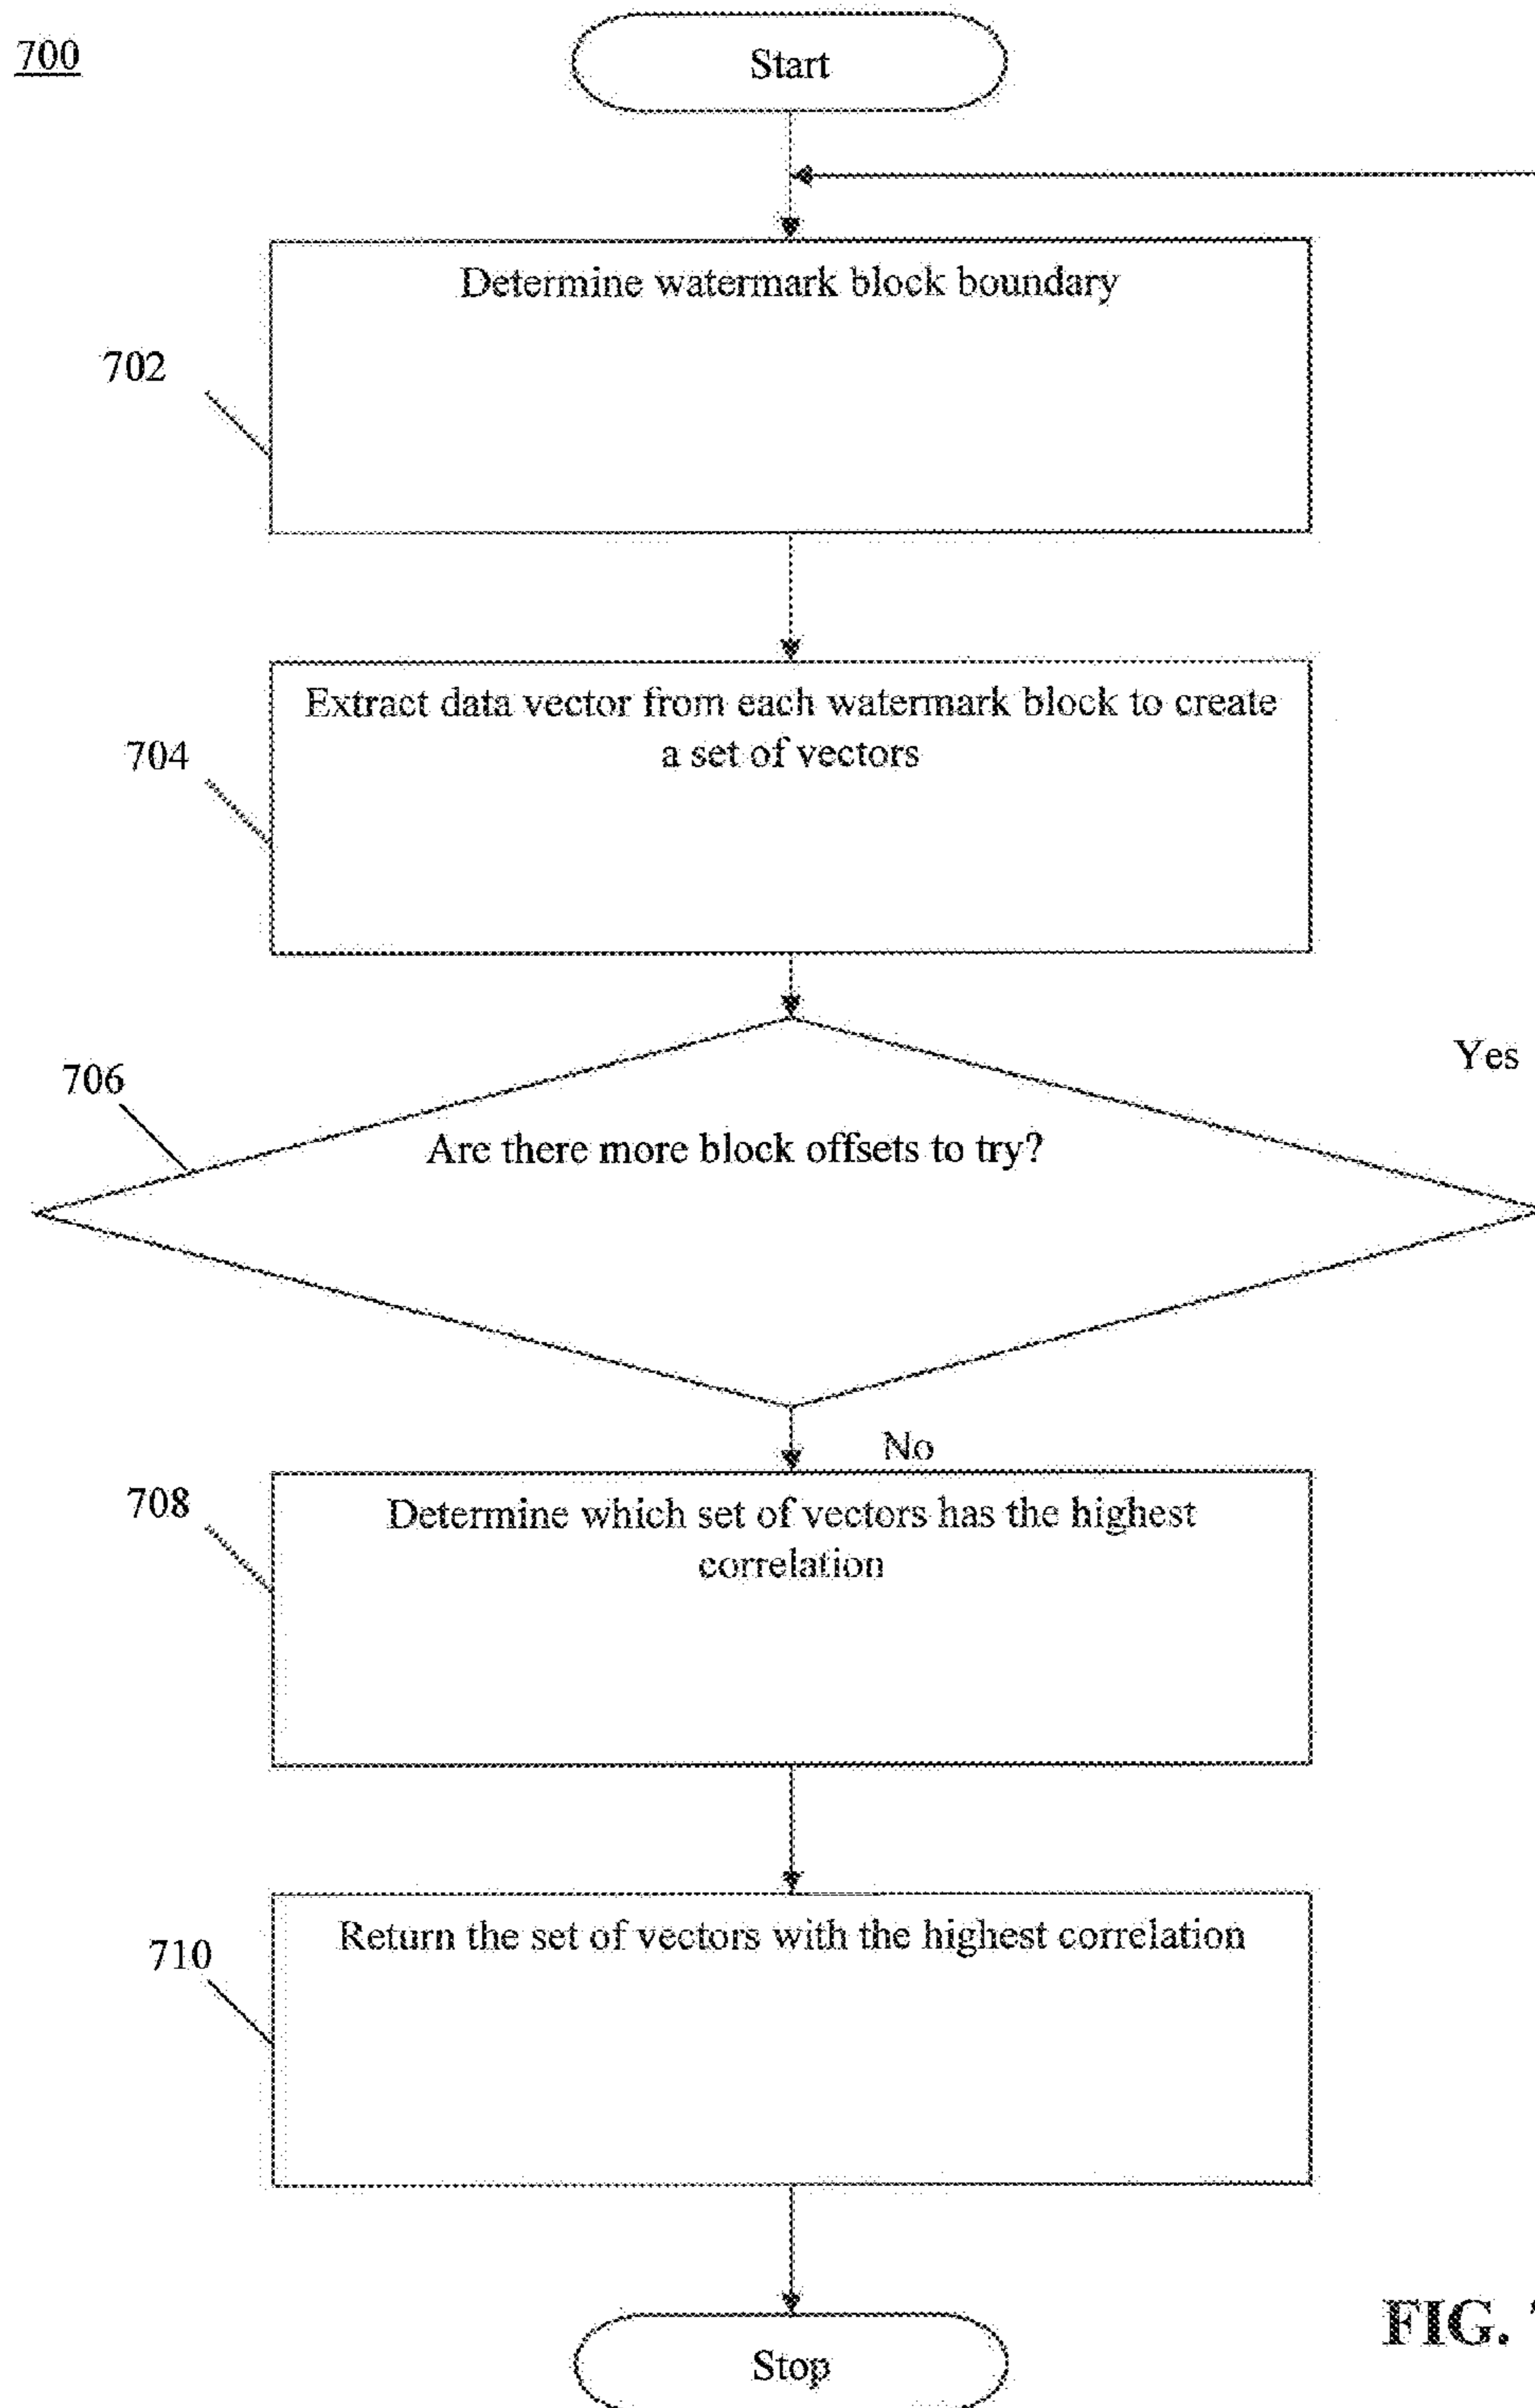 700
Start
Determine watermark block boundary
702
Extract data vector from each watermark block to create
a set of vectors
704
Yes
706
Are there more block offsets to try?
No
708
Determine which set of vectors has the highest
correlation
Return the set of vectors with the highest correlation
710
FIG.
Stop